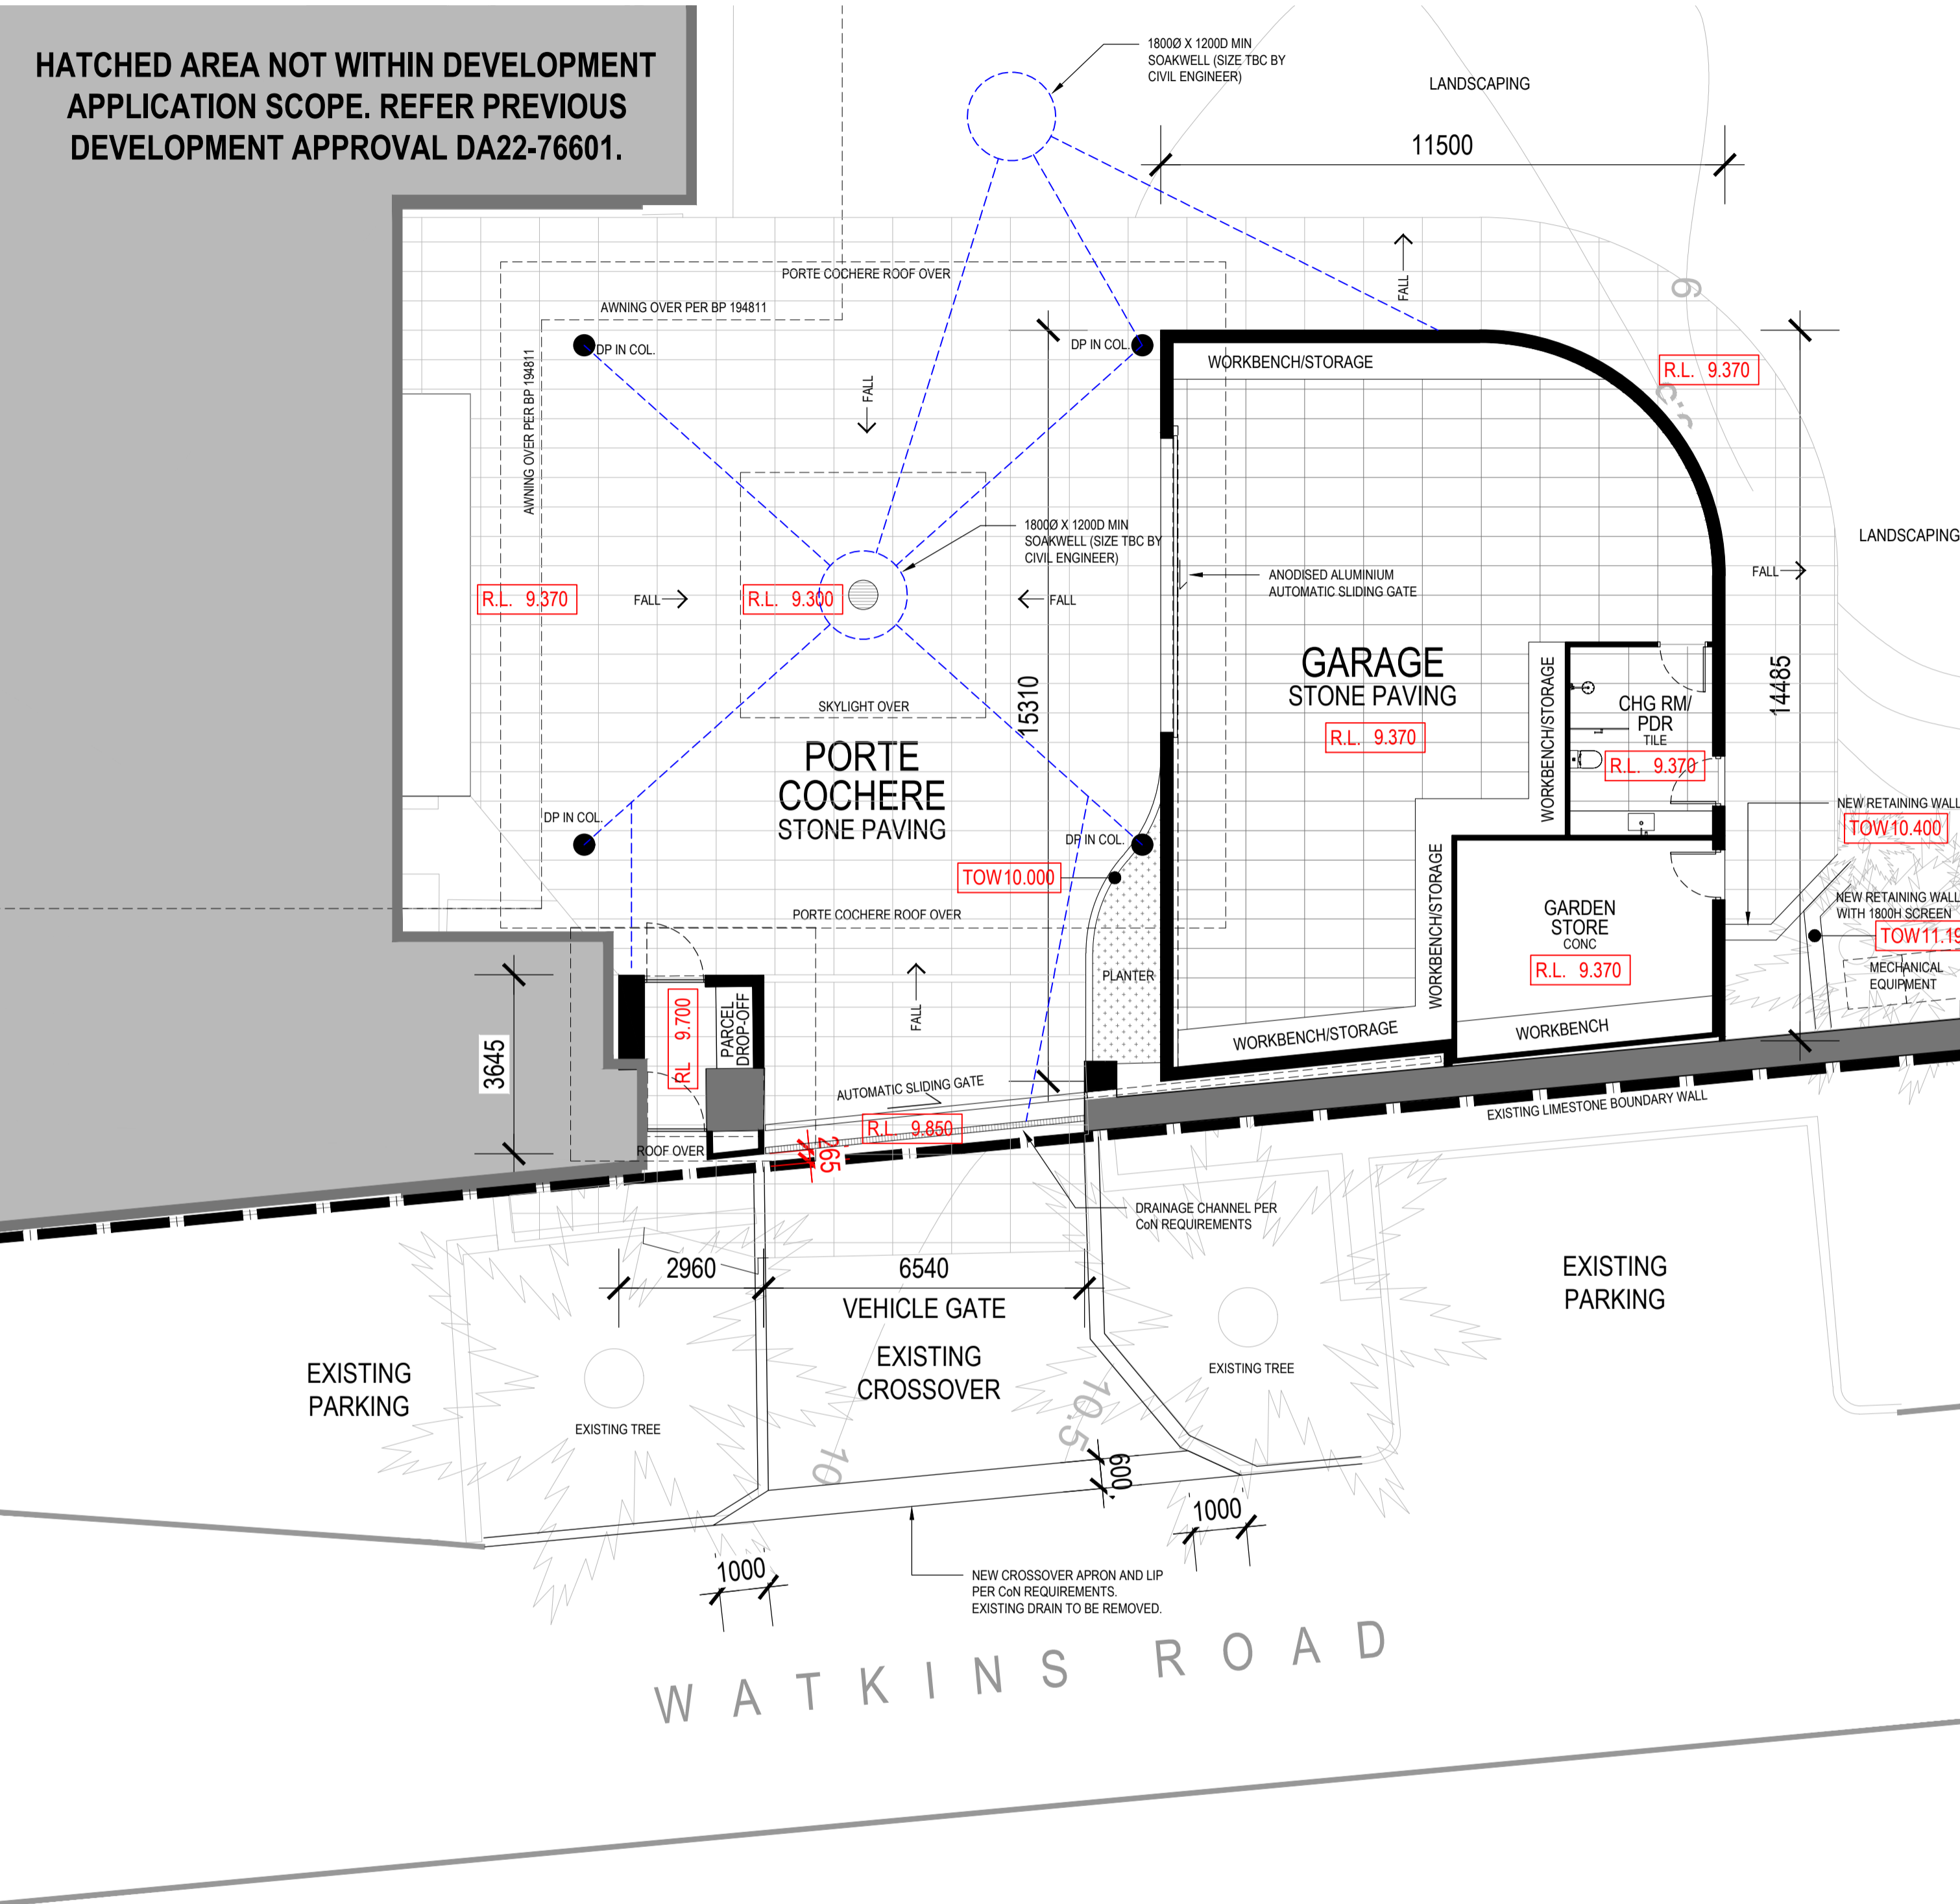 HATCHED AREA NOT WITHIN DEVELOPMENT
APPLICATION SCOPE. REFER PREVIOUS
DEVELOPMENT APPROVAL DA22-76601.
1800Ø X 1200D MIN
SOAKWELL (SIZE TBC BY
CIVIL ENGINEER)
LANDSCAPING
11500
PORTE COCHERE ROOF OVER
AWNING OVER PER BP 194811
AWNING OVER PER BP 194811
FALL
9
DP IN COL.
DP IN COL.
WORKBENCH/STORAGE
R.L. 9.370
FALL
1800Ø X 1200D MIN
SOAKWELL (SIZE TBC BY
CIVIL ENGINEER)
LANDSCAPING
ANODISED ALUMINIUM
AUTOMATIC SLIDING GATE
FALL
R.L. 9.370
FALL
R.L. 9.300
FALL
GARAGE
STONE PAVING
R.L. 9.370
WORKBENCH/STORAGE
CHG RM/
PDR
TILE
R.L. 9.370
14485
15310
SKYLIGHT OVER
PORTE
COCHERE
STONE PAVING
DP IN COL.
DP IN COL.
TOW10.000
NEW RETAINING WALL
TOW10.400
WORKBENCH/STORAGE
NEW RETAINING WALL
WITH 1800H SCREEN
TOW11.19
GARDEN
STORE
CONC
R.L. 9.370
PORTE COCHERE ROOF OVER
PLANTER
MECHANICAL
EQUIPMENT
3645
RL 9.700
PARCEL
DROP-OFF
FALL
WORKBENCH/STORAGE
WORKBENCH
AUTOMATIC SLIDING GATE
EXISTING LIMESTONE BOUNDARY WALL
R.L. 9.850
ROOF OVER
265
DRAINAGE CHANNEL PER
CoN REQUIREMENTS
2960
6540
VEHICLE GATE
EXISTING
PARKING
EXISTING
CROSSOVER
EXISTING
PARKING
EXISTING TREE
EXISTING TREE
10.5
10
600
1000
1000
NEW CROSSOVER APRON AND LIP
PER CoN REQUIREMENTS.
EXISTING DRAIN TO BE REMOVED.
WATKINS ROAD